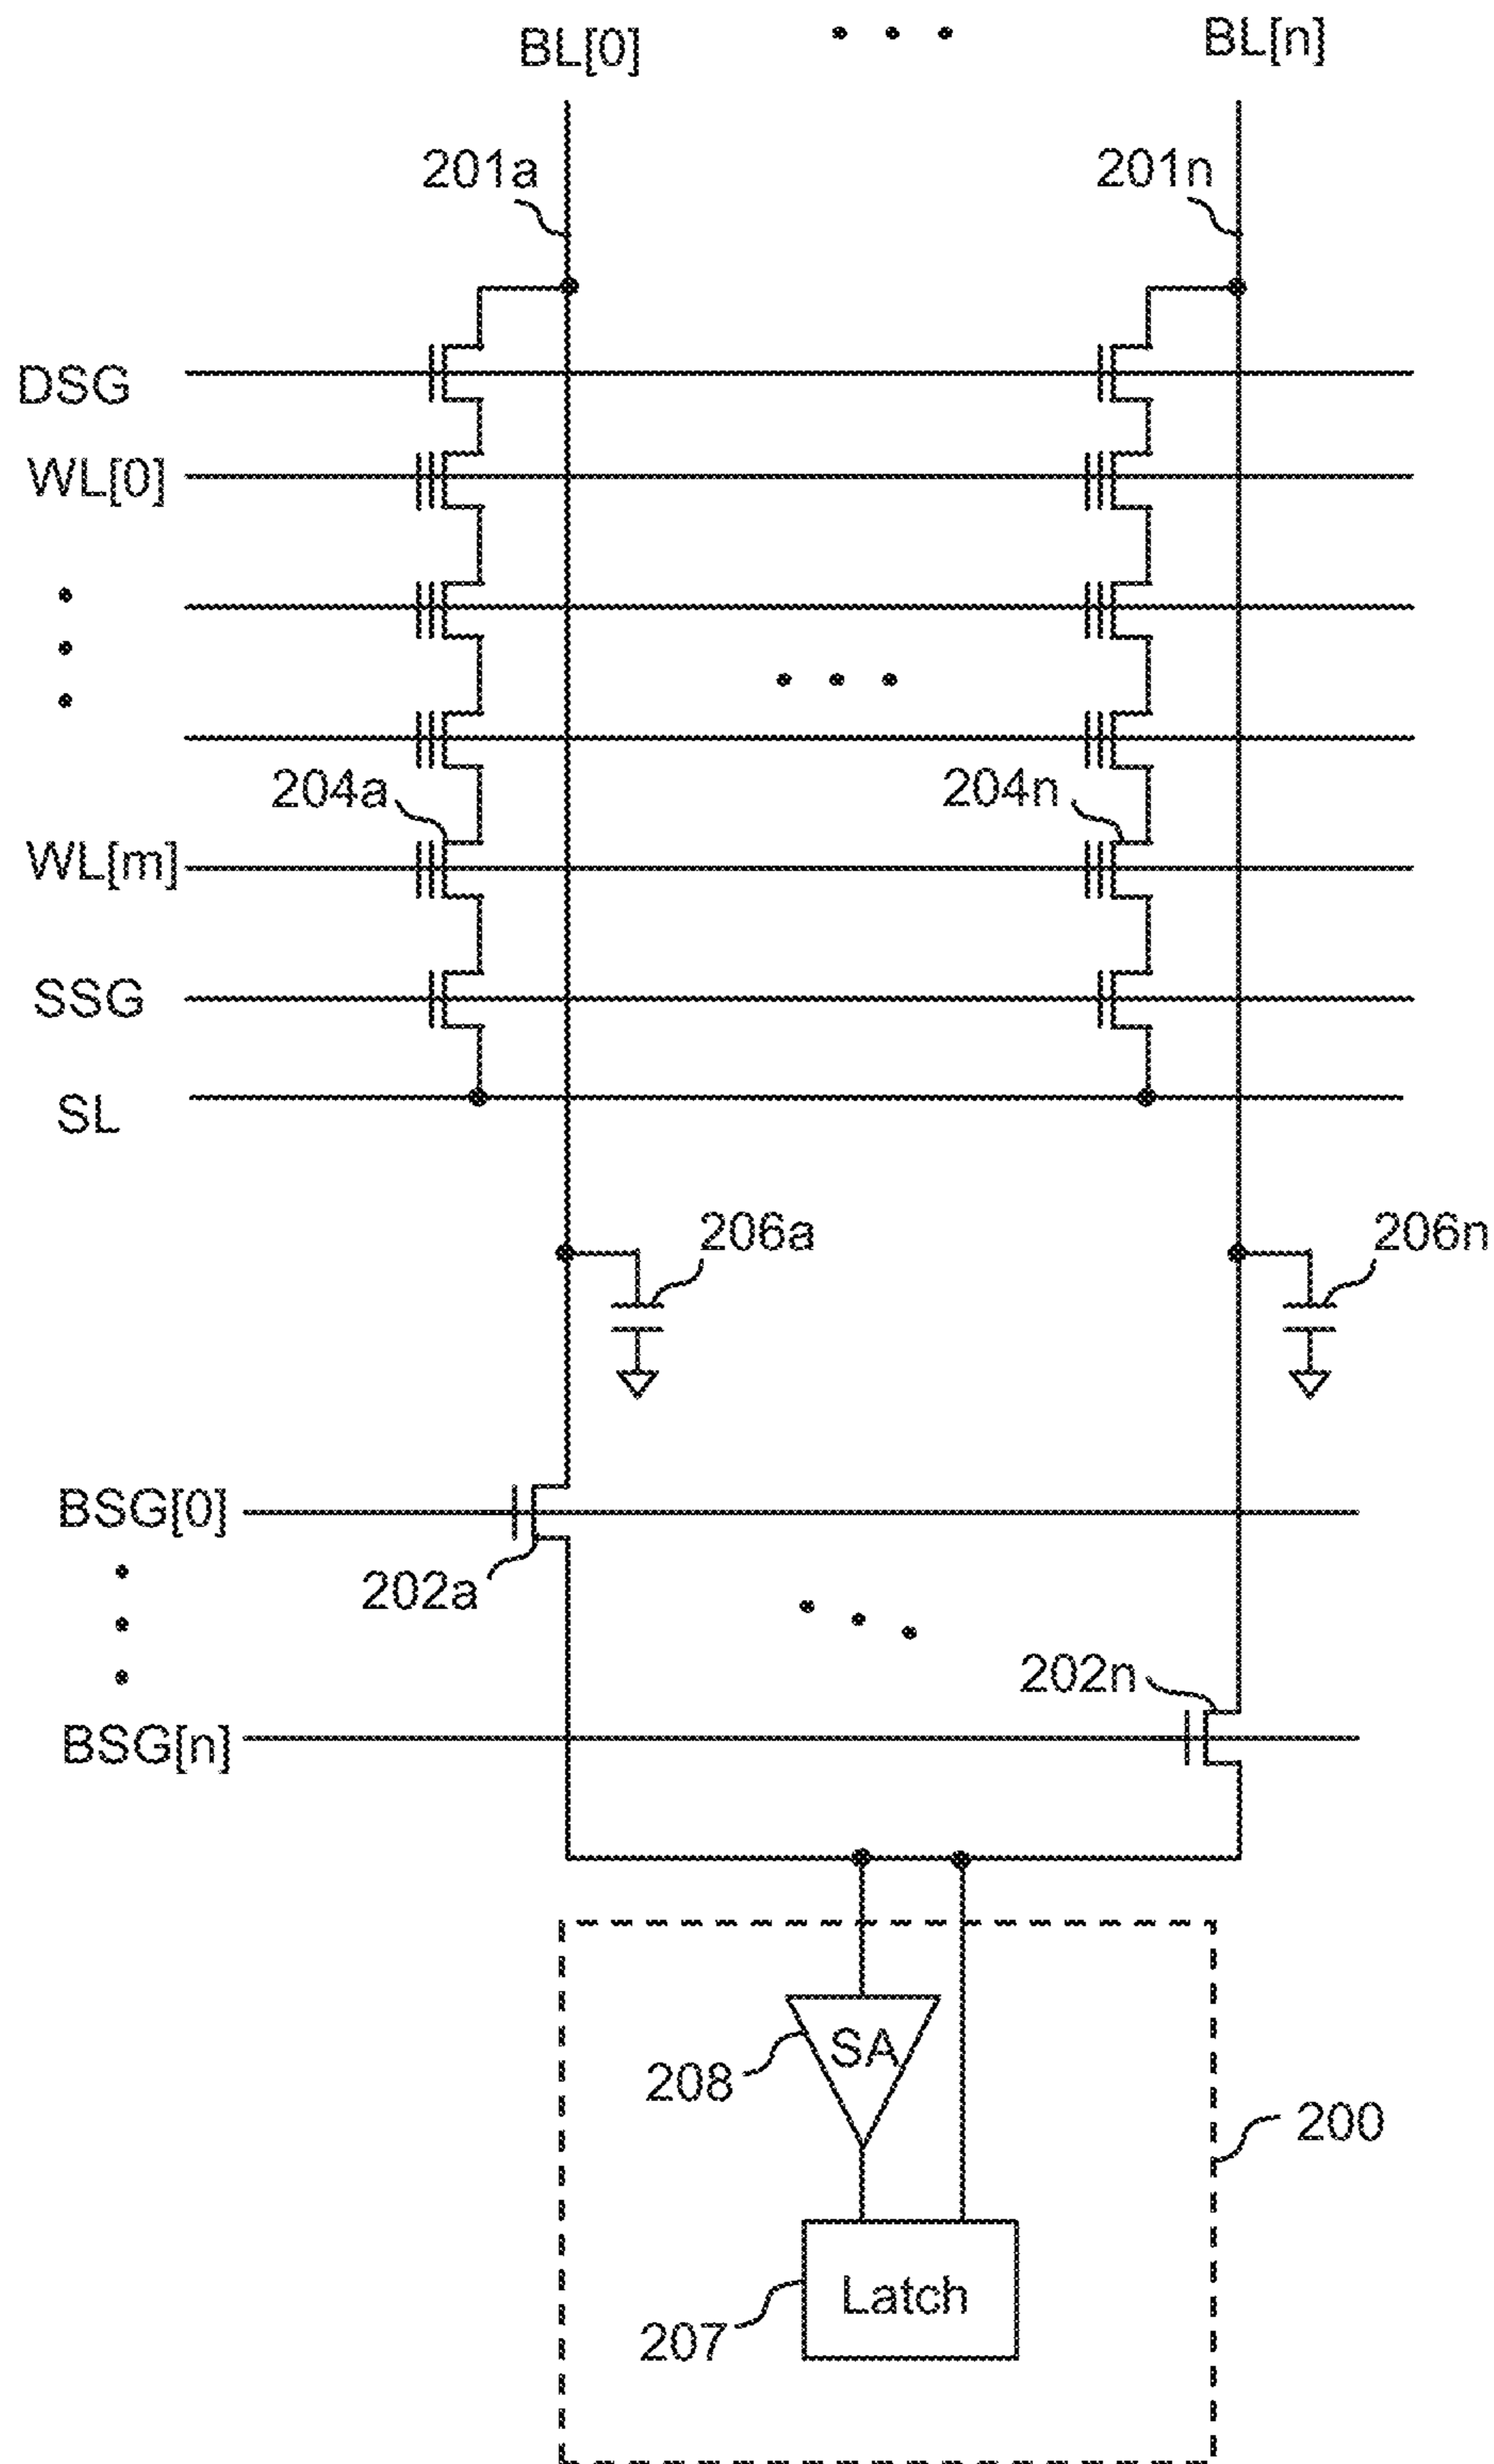 BL[0]
BL[n]
201a
201n
DSG
WL[0]
204a
204n
WL[m]
SSG
SL
206a
206n
BSG[0]
202a
202n
BSG[n]
SA
208
200
Latch
207